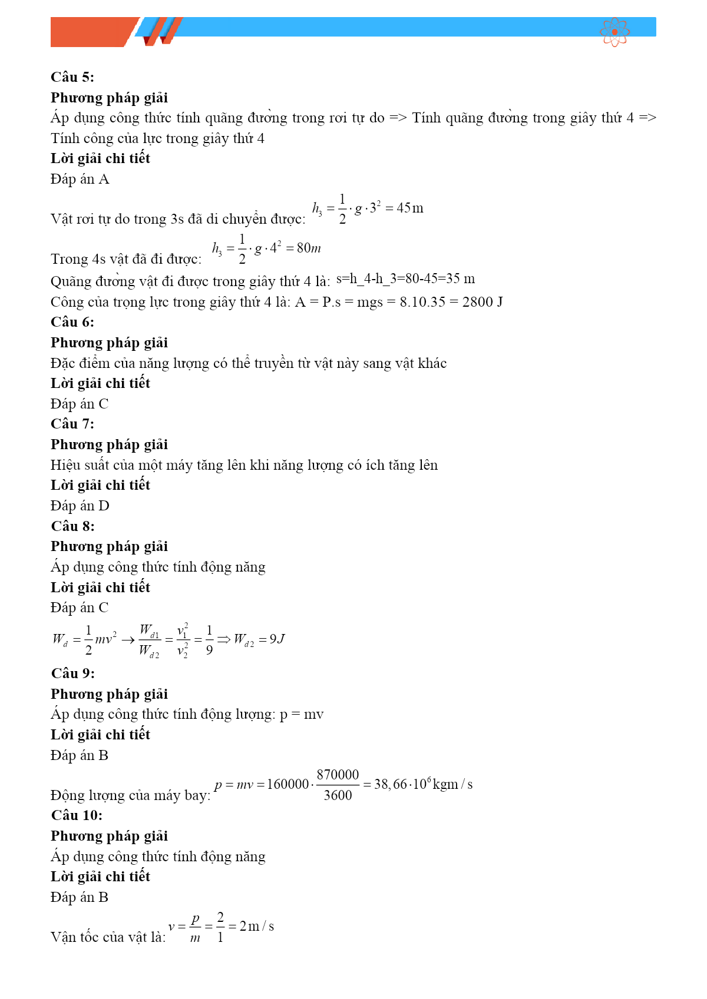 Câu 5:
Phương pháp giải
Áp dụng công thức tính quãng đường trong rơi tự do => Tính quãng đường trong giây thứ 4 =>
Tính công của lực trong giây thứ 4
Lời giải chi tiết
Đáp án A
Vật rơi tự do trong 3s đã di chuyển được: h_3 = \frac{1}{2} · g · 3^2 = 45 m
Trong 4s vật đã đi được: h_3 = \frac{1}{2} · g · 4^2 = 80m
Quãng đường vật đi được trong giây thứ 4 là: s=h_4-h_3=80-45=35 m
Công của trọng lực trong giây thứ 4 là: A = P.s = mgs = 8.10.35 = 2800 J
Câu 6:
Phương pháp giải
Đặc điểm của năng lượng có thể truyền từ vật này sang vật khác
Lời giải chi tiết
Đáp án C
Câu 7:
Phương pháp giải
Hiệu suất của một máy tăng lên khi năng lượng có ích tăng lên
Lời giải chi tiết
Đáp án D
Câu 8:
Phương pháp giải
Áp dụng công thức tính động năng
Lời giải chi tiết
Đáp án C
W_d = \frac{1}{2} mv^2 → \frac{W_{d1}}{W_{d2}} = \frac{v_1^2}{v_2^2} = \frac{1}{9} ⇒ W_{d2} = 9J
Câu 9:
Phương pháp giải
Áp dụng công thức tính động lượng: p = mv
Lời giải chi tiết
Đáp án B
Động lượng của máy bay: p = mv = 160000 · \frac{870000}{3600} = 38,66 · 10^6 kgm / s
Câu 10:
Phương pháp giải
Áp dụng công thức tính động năng
Lời giải chi tiết
Đáp án B
Vận tốc của vật là: v = \frac{p}{m} = \frac{2}{1} = 2 m / s